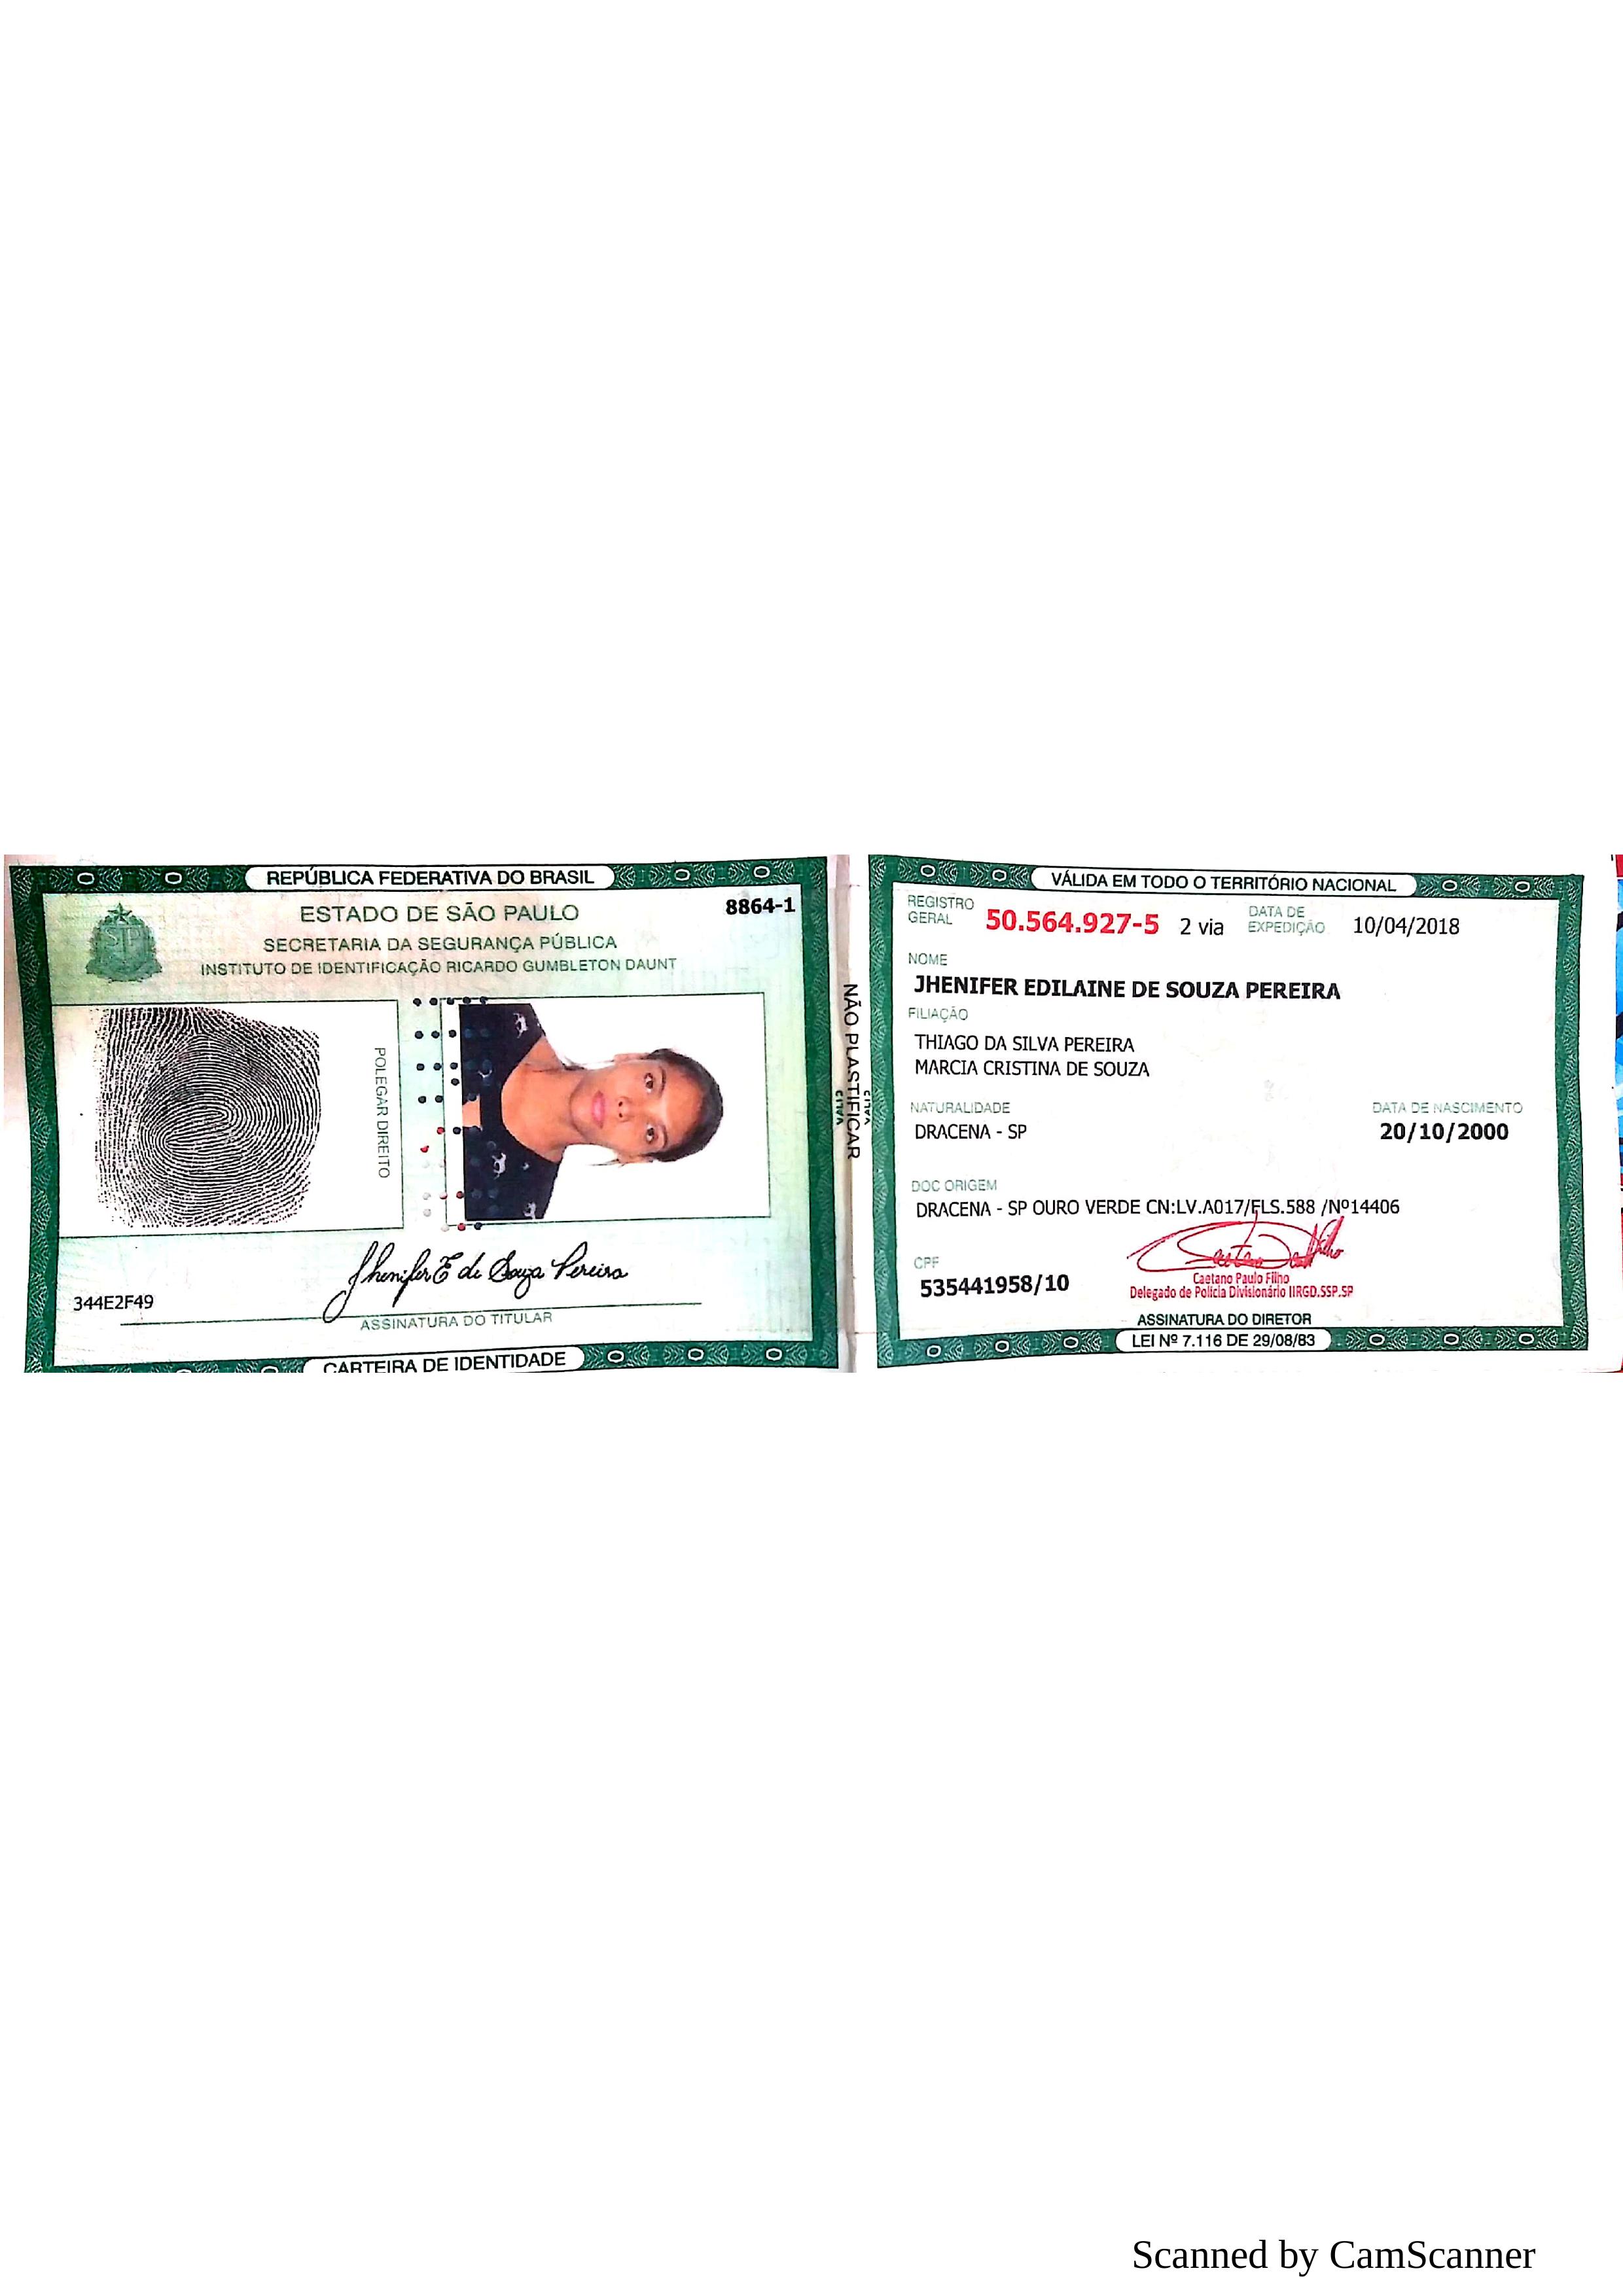 REPÚBLICA FEDERATIVA DO BRASIL
ESTADO DE SÃO PAULO
8864-1
SECRETARIA DA SEGURANÇA PÚBLICA
INSTITUTO DE IDENTIFICAÇÃO RICARDO GUMBLETON DAUNT
POLEGAR DIREITO
Jhenifer E de Souza Pereira
344E2F49
ASSINATURA DO TITULAR
CARTEIRA DE IDENTIDADE
NÃO PLASTIFICAR
VÁLIDA EM TODO O TERRITÓRIO NACIONAL
REGISTRO GERAL 50.564.927-5 2 via DATA DE EXPEDIÇÃO 10/04/2018
NOME
JHENIFER EDILAINE DE SOUZA PEREIRA
FILIAÇÃO
THIAGO DA SILVA PEREIRA
MARCIA CRISTINA DE SOUZA
NATURALIDADE DATA DE NASCIMENTO
DRACENA - SP 20/10/2000
DOC ORIGEM
DRACENA - SP OURO VERDE CN:LV.A017/FLS.588 /Nº14406
CPF
535441958/10
Caetano Paulo Filho
Delegado de Polícia Divisionário IIRGD.SSP.SP
ASSINATURA DO DIRETOR
LEI Nº 7.116 DE 29/08/83
Scanned by CamScanner